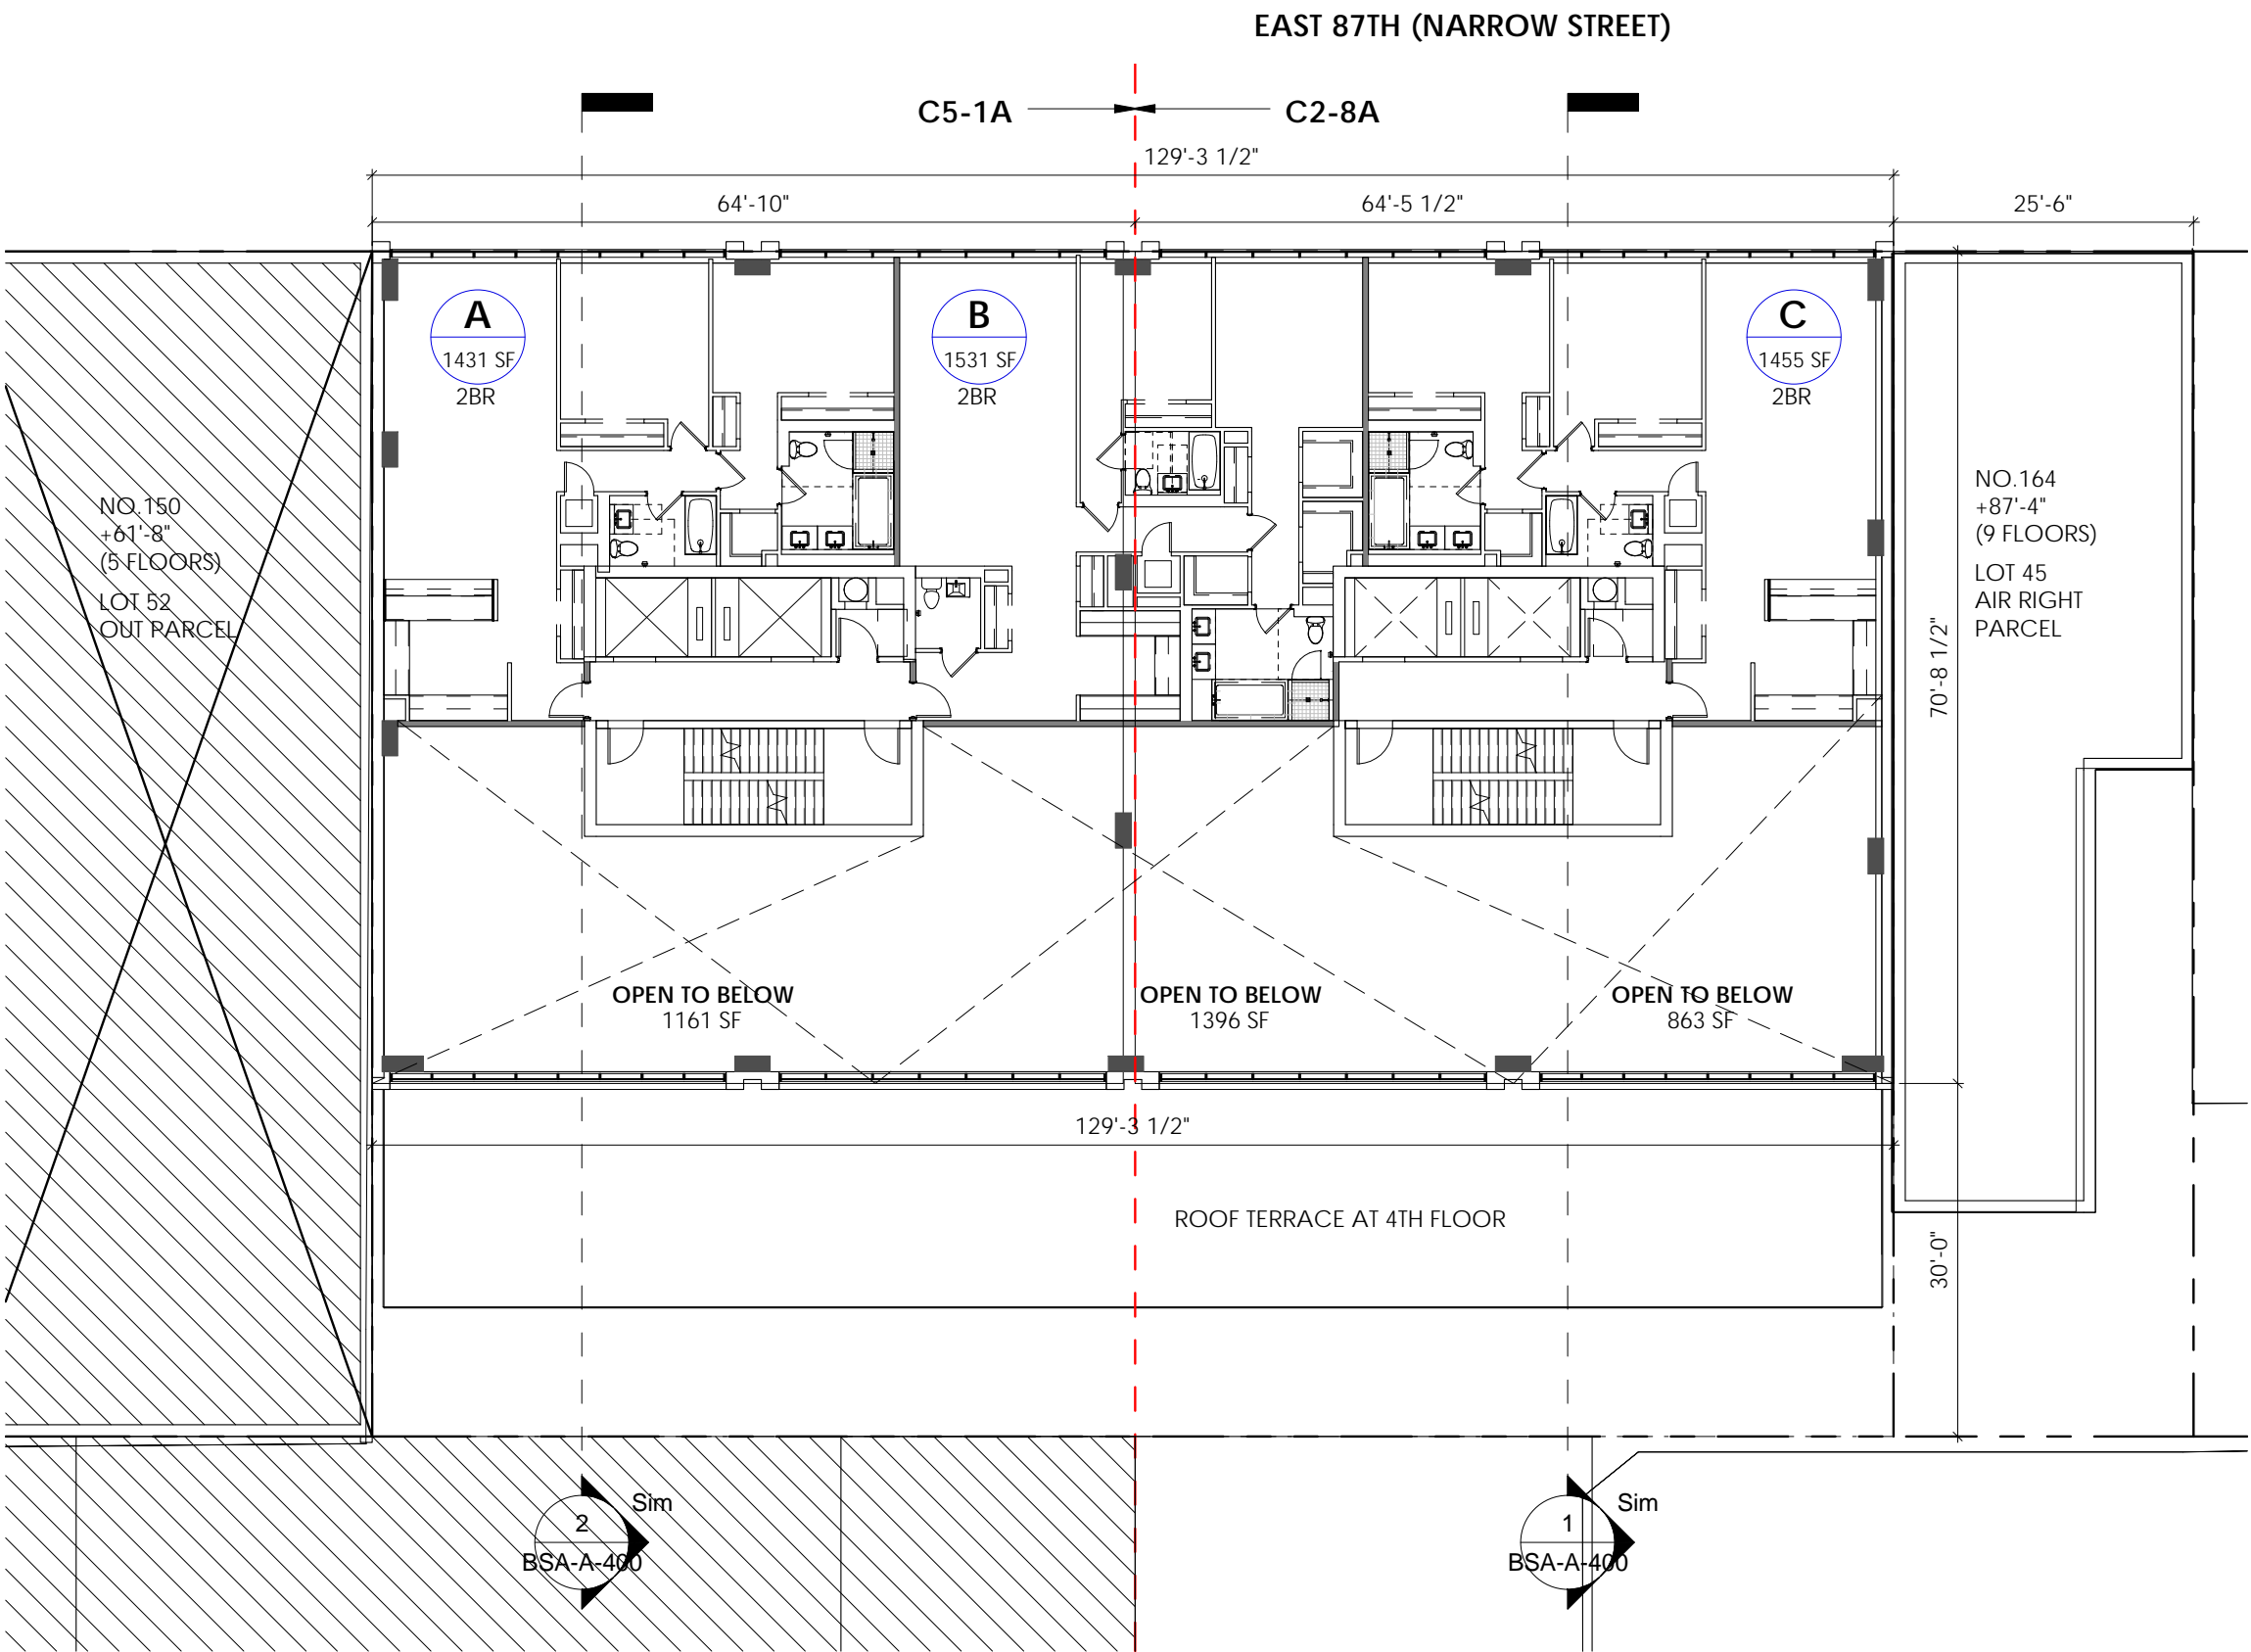 EAST 87TH (NARROW STREET)
C5-1A
C2-8A
129'-3 1/2"
64'-10"
64'-5 1/2"
25'-6"
A
1431 SF
2BR
B
1531 SF
2BR
C
1455 SF
2BR
NO.150
+61'-8"
(5 FLOORS)
LOT 52
OUT PARCEL
NO.164
+87'-4"
(9 FLOORS)
LOT 45
AIR RIGHT
PARCEL
70'-8 1/2"
OPEN TO BELOW
1161 SF
OPEN TO BELOW
1396 SF
OPEN TO BELOW
863 SF
129'-3 1/2"
ROOF TERRACE AT 4TH FLOOR
30'-0"
Sim
2
BSA-A-400
Sim
1
BSA-A-400